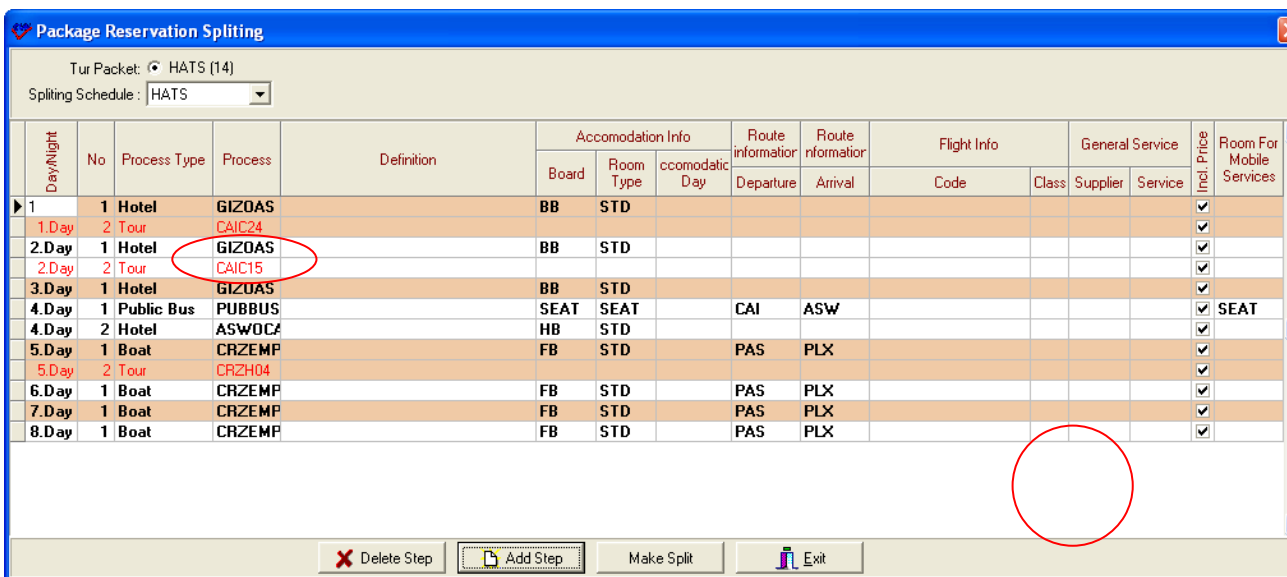 Package Reservation Spliting
Tur Packet: HATS (14)
Spliting Schedule : HATS
Day/Night No Process Type Process Definition Accomodation Info Board Room Type ccomodatic Day Route informatior Departure Route nformatior Arrival Flight Info Code Class General Service Supplier Service Incl. Price Room For Mobile Services
1 1 Hotel GIZOAS BB STD
1.Day 2 Tour CAIC24
2.Day 1 Hotel GIZOAS BB STD
2.Day 2 Tour CAIC15
3.Day 1 Hotel GIZOAS BB STD
4.Day 1 Public Bus PUBBUS SEAT SEAT CAI ASW SEAT
4.Day 2 Hotel ASWOCA HB STD
5.Day 1 Boat CRZEMP FB STD PAS PLX
5.Day 2 Tour CRZH04
6.Day 1 Boat CRZEMP FB STD PAS PLX
7.Day 1 Boat CRZEMP FB STD PAS PLX
8.Day 1 Boat CRZEMP FB STD PAS PLX
Delete Step Add Step Make Split Exit